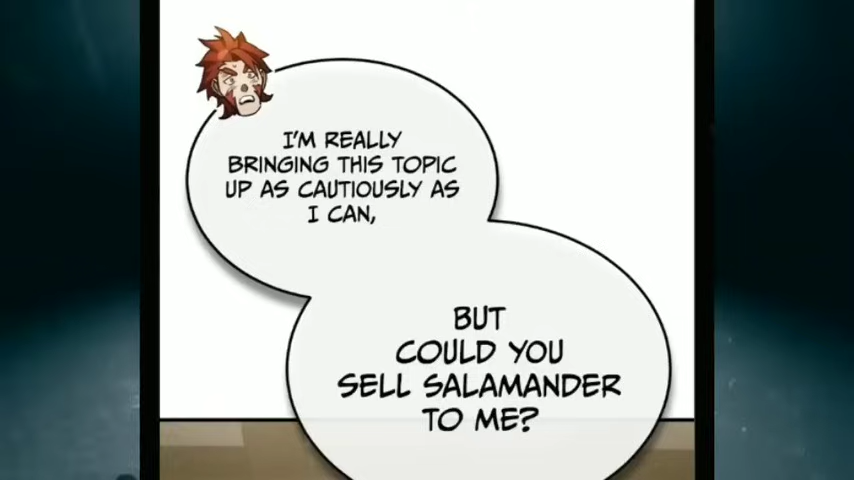 I'M REALLY
BRINGING THIS TOPIC
UP AS CAUTIOUSLY AS
I CAN,
BUT
COULD YOU
SELL SALAMANDER
TO ME?